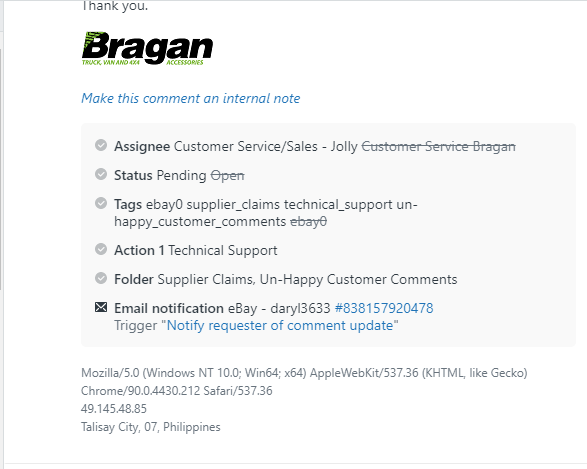 Thank you.
Bragan
TRUCK, VAN AND 4X4 ACCESSORIES
Make this comment an internal note
Assignee Customer Service/Sales - Jolly Customer Service Bragan
Status Pending Open
Tags ebay0 supplier_claims technical_support un-
happy_customer_comments ebay0
Action 1 Technical Support
Folder Supplier Claims, Un-Happy Customer Comments
Email notification eBay - daryl3633 #838157920478
Trigger "Notify requester of comment update"
Mozilla/5.0 (Windows NT 10.0; Win64; x64) AppleWebKit/537.36 (KHTML, like Gecko)
Chrome/90.0.4430.212 Safari/537.36
49.145.48.85
Talisay City, 07, Philippines